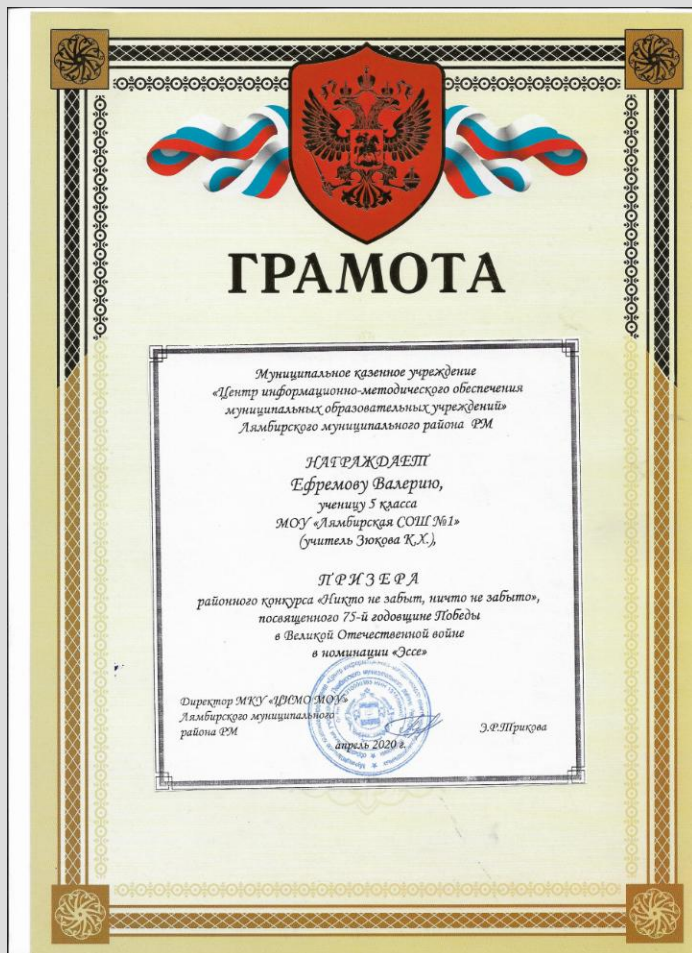 ГРАМОТА
Муниципальное казенное учреждение
«Центр информационно-методического обеспечения
муниципальных образовательных учреждений»
Лямбирского муниципального района РМ
НАГРАЖДАЕТ
Ефремову Валерию,
ученицу 5 класса
МОУ «Лямбирская СОШ №1»
(учитель Зюкова К.Х.),
ПРИЗЕРА
районного конкурса «Никто не забыт, ничто не забыто»,
посвященного 75-й годовщине Победы
в Великой Отечественной войне
в номинации «Эссе»
Директор МКУ «ЦИМО МОУ»
Лямбирского муниципального
района РМ
Э.Р.Трикова
апрель 2020 г.